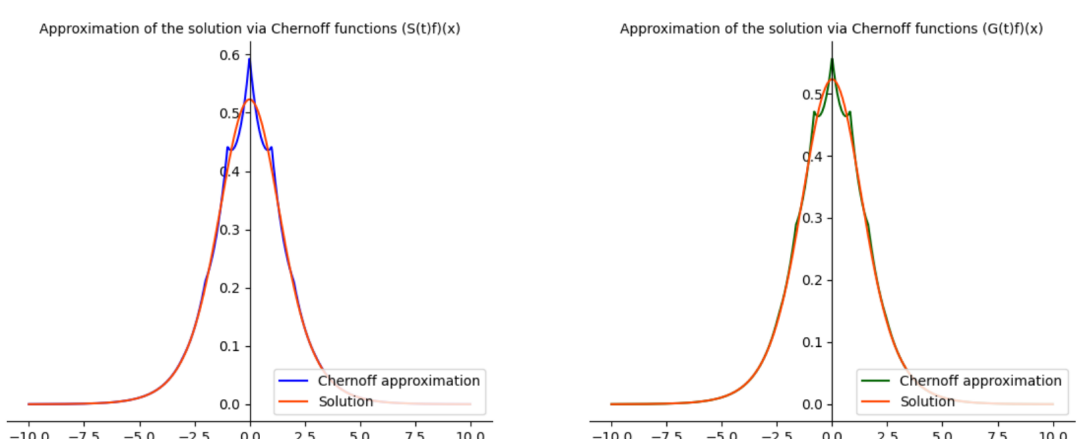 Approximation of the solution via Chernoff functions (S(t)f)(x)
0.6
0.5
0.4
0.3
0.2
0.1
0.0
Chernoff approximation
Solution
−10.0 −7.5 −5.0 −2.5 0.0 2.5 5.0 7.5 10.0
Approximation of the solution via Chernoff functions (G(t)f)(x)
0.5
0.4
0.3
0.2
0.1
0.0
Chernoff approximation
Solution
−10.0 −7.5 −5.0 −2.5 0.0 2.5 5.0 7.5 10.0